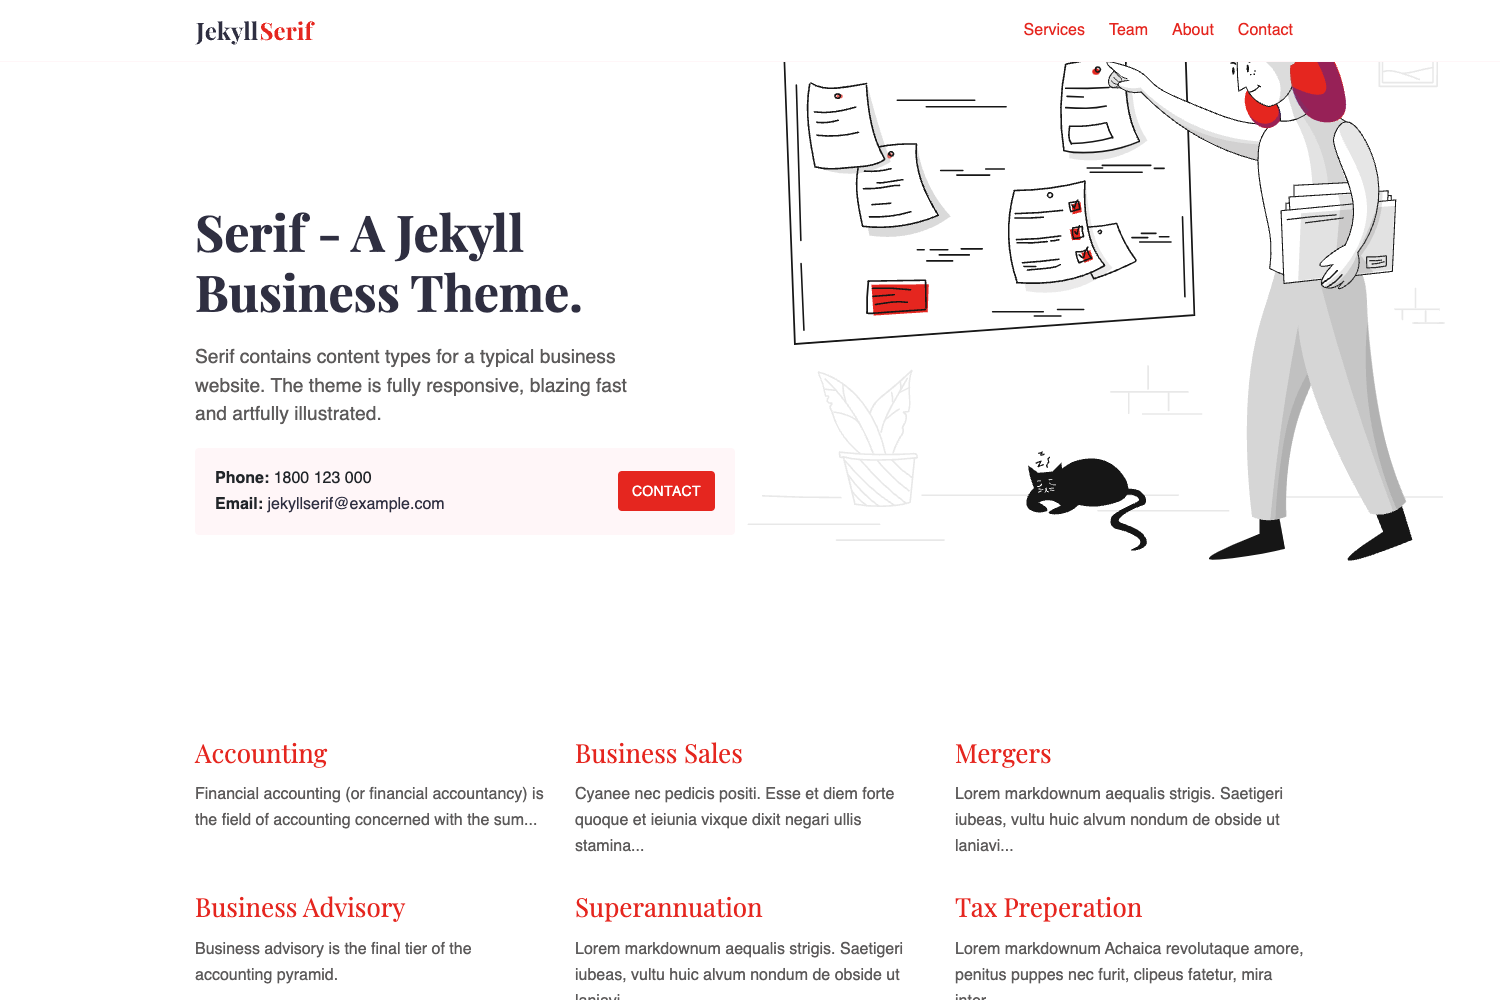 JekyllSerif
Services Team About Contact
Serif - A Jekyll
Business Theme.
Serif contains content types for a typical business
website. The theme is fully responsive, blazing fast
and artfully illustrated.
Phone: 1800 123 000
Email: jekyllserif@example.com
CONTACT
Accounting
Financial accounting (or financial accountancy) is
the field of accounting concerned with the sum...
Business Sales
Cyanee nec pedicis positi. Esse et diem forte
quoque et ieiunia vixque dixit negari ullis
stamina...
Mergers
Lorem markdownum aequalis strigis. Saetigeri
iubeas, vultu huic alvum nondum de obside ut
laniavi...
Business Advisory
Business advisory is the final tier of the
accounting pyramid.
Superannuation
Lorem markdownum aequalis strigis. Saetigeri
iubeas, vultu huic alvum nondum de obside ut
laniavi...
Tax Preperation
Lorem markdownum Achaica revolutaque amore,
penitus puppes nec furit, clipeus fatetur, mira
inter...